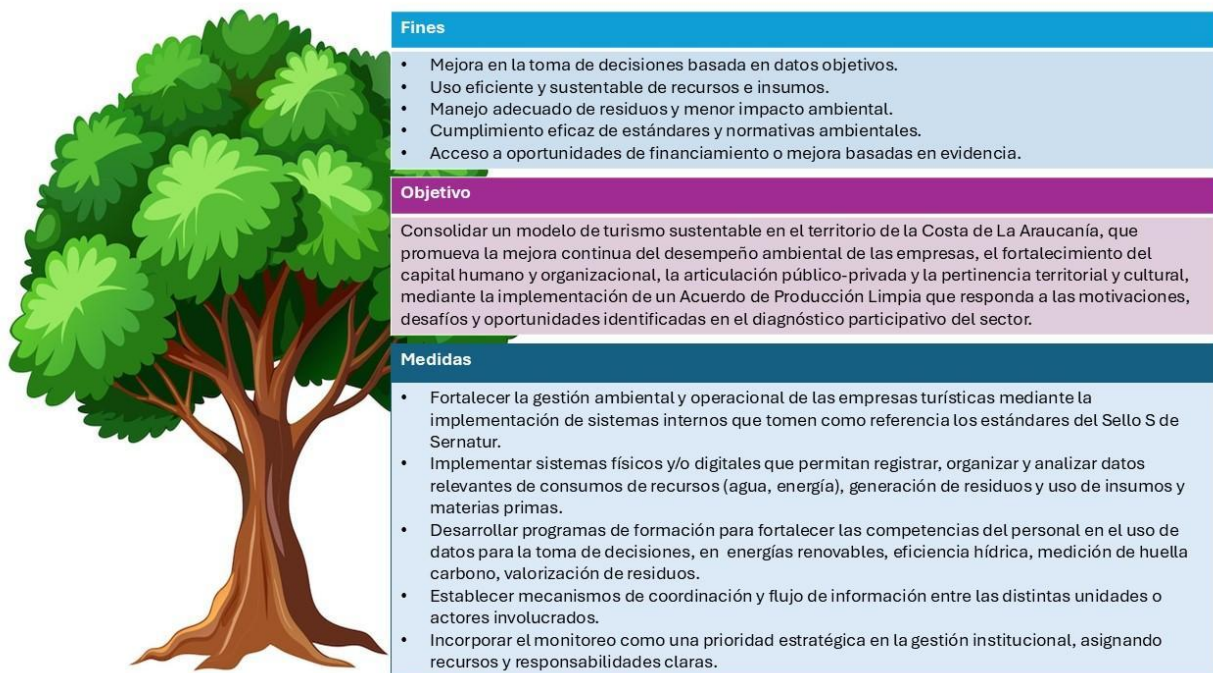 Fines
• Mejora en la toma de decisiones basada en datos objetivos.
• Uso eficiente y sustentable de recursos e insumos.
• Manejo adecuado de residuos y menor impacto ambiental.
• Cumplimiento eficaz de estándares y normativas ambientales.
• Acceso a oportunidades de financiamiento o mejora basadas en evidencia.
Objetivo
Consolidar un modelo de turismo sustentable en el territorio de la Costa de La Araucanía, que
promueva la mejora continua del desempeño ambiental de las empresas, el fortalecimiento del
capital humano y organizacional, la articulación público-privada y la pertinencia territorial y cultural,
mediante la implementación de un Acuerdo de Producción Limpia que responda a las motivaciones,
desafíos y oportunidades identificadas en el diagnóstico participativo del sector.
Medidas
• Fortalecer la gestión ambiental y operacional de las empresas turísticas mediante la
implementación de sistemas internos que tomen como referencia los estándares del Sello S de
Sernatur.
• Implementar sistemas físicos y/o digitales que permitan registrar, organizar y analizar datos
relevantes de consumos de recursos (agua, energía), generación de residuos y uso de insumos y
materias primas.
• Desarrollar programas de formación para fortalecer las competencias del personal en el uso de
datos para la toma de decisiones, en energías renovables, eficiencia hídrica, medición de huella
carbono, valorización de residuos.
• Establecer mecanismos de coordinación y flujo de información entre las distintas unidades o
actores involucrados.
• Incorporar el monitoreo como una prioridad estratégica en la gestión institucional, asignando
recursos y responsabilidades claras.